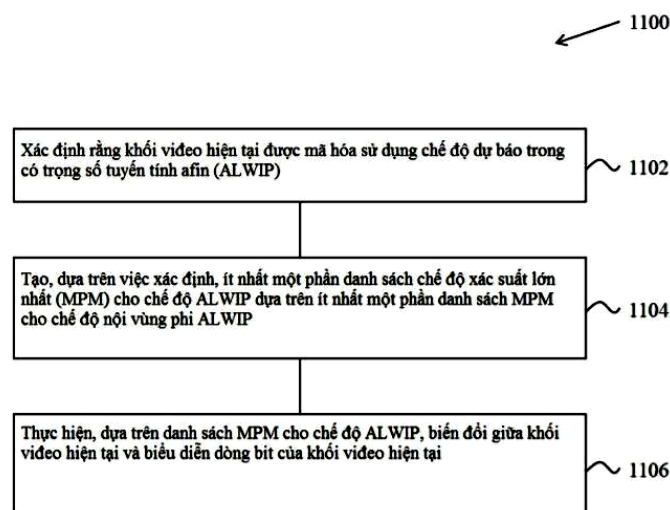 1100
Xác định rằng khối viđeo hiện tại được mã hóa sử dụng chế độ dự báo trong
có trọng số tuyến tính afin (ALWIP)
1102
Tạo, dựa trên việc xác định, ít nhất một phần danh sách chế độ xác suất lớn
nhất (MPM) cho chế độ ALWIP dựa trên ít nhất một phần danh sách MPM
cho chế độ nội vùng phi ALWIP
1104
Thực hiện, dựa trên danh sách MPM cho chế độ ALWIP, biến đổi giữa khối
viđeo hiện tại và biểu diễn dòng bit của khối viđeo hiện tại
1106